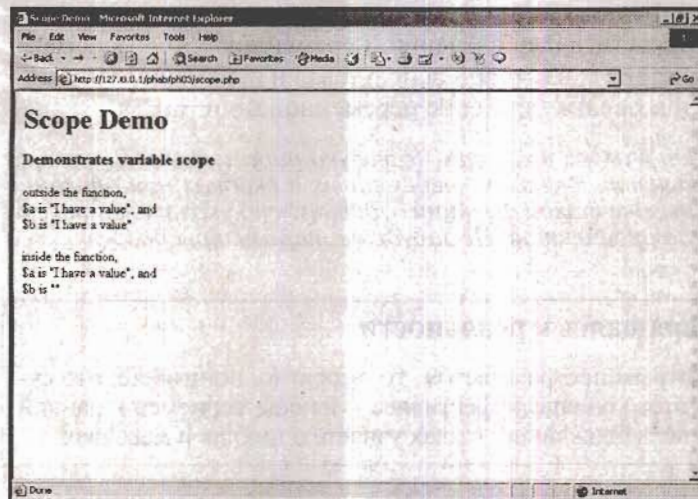 Scope Demo - Microsoft Internet Explorer
File Edit View Favorites Tools Help
Back Search Favorites Media
Address http://127.0.0.1/phab/ph03/scope.php Go
Scope Demo
Demonstrates variable scope
outside the function,
$a is "I have a value", and
$b is "I have a value"
inside the function,
$a is "I have a value", and
$b is ""
Done Internet